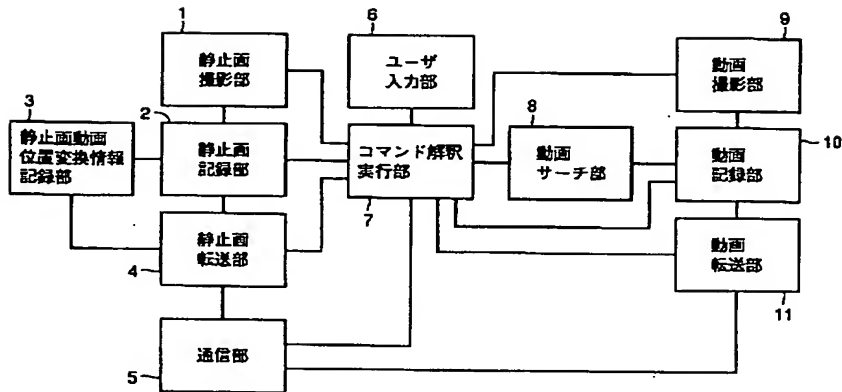 1
静止画
撮影部
6
ユーザ
入力部
9
動画
撮影部
3
静止画動画
位置変換情報
記録部
2
静止画
記録部
コマンド解釈
実行部
7
8
動画
サーチ部
動画
記録部
10
静止画
転送部
4
動画
転送部
11
通信部
5